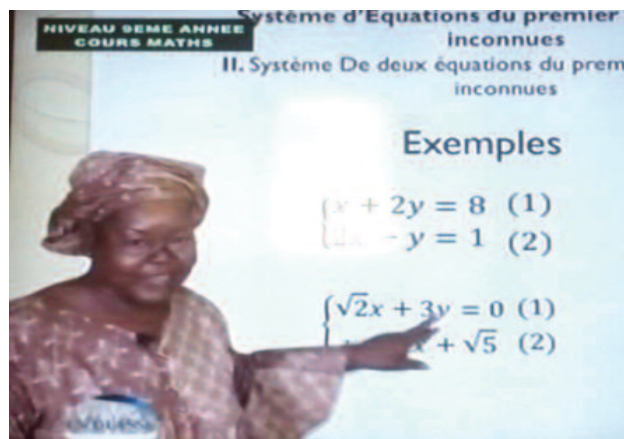 NIVEAU 9EME ANNEE
COURS MATHS
Système d'Equations du premier
inconnues
II. Système De deux équations du prem
inconnues
Exemples
x + 2y = 8 (1)
y = 1 (2)
√2x + 3y = 0 (1)
+ √5 (2)